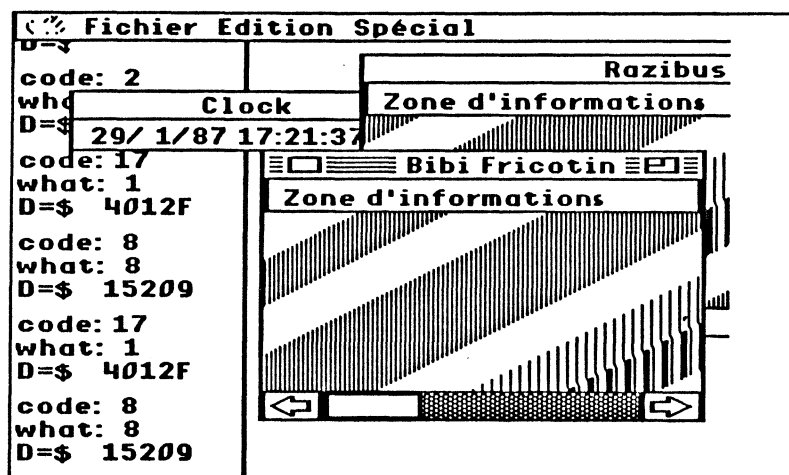 Fichier Edition Spécial
D=$
code: 2
what
D=$
code: 17
what: 1
D=$ 4012F
code: 8
what: 8
D=$ 15209
code: 17
what: 1
D=$ 4012F
code: 8
what: 8
D=$ 15209
Clock
29/ 1/87 17:21:37
Razibus
Zone d'informations
Bibi Fricotin
Zone d'informations